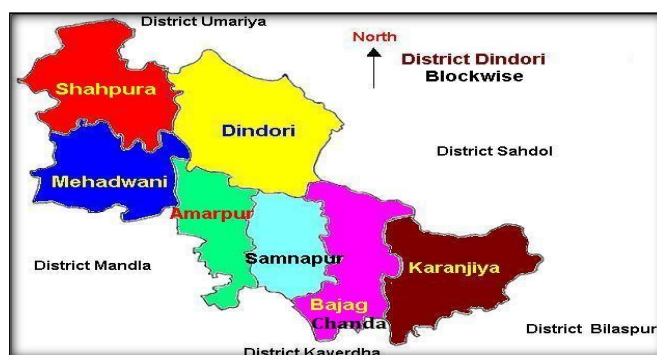 District Umariya
North
District Dindori
Blockwise
Shahpura
Dindori
District Sahdol
Mehadwani
Amarpur
District Mandla
Samnapur
Karanjiya
Bajag
Chanda
District Bilaspur
District Kaverdha